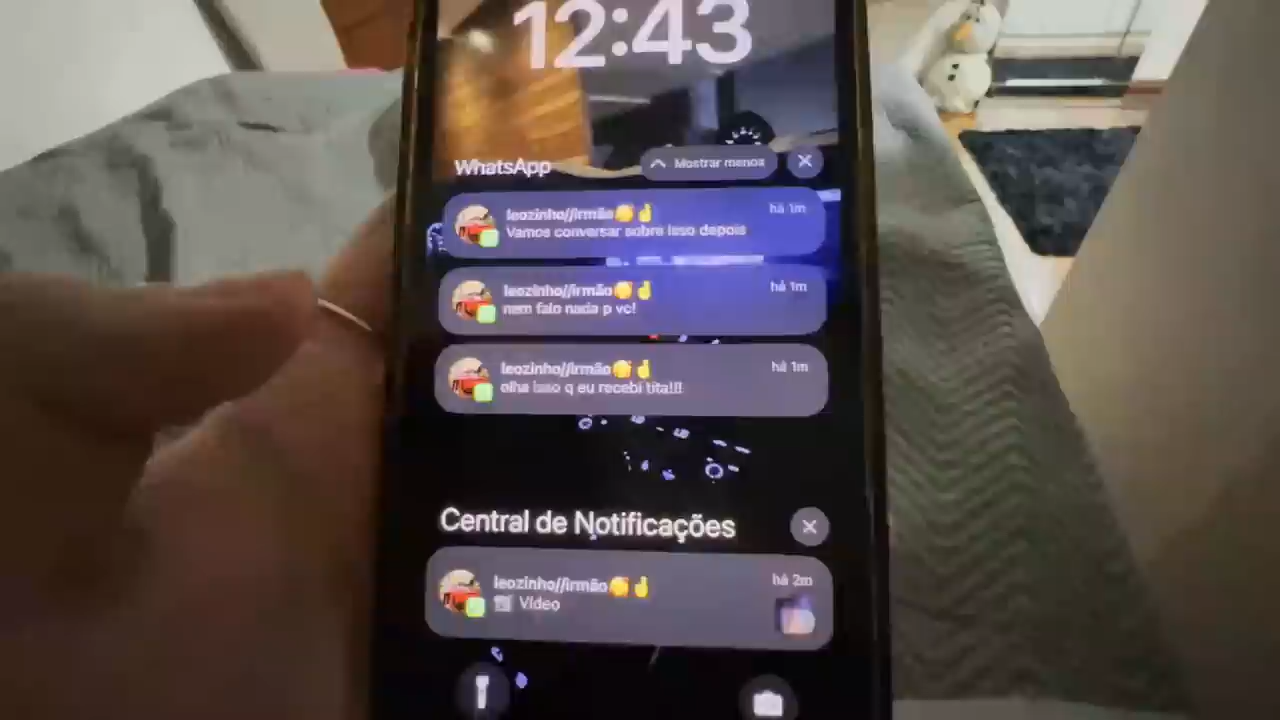 12:43
WhatsApp
Mostrar menos
leozinho//irmão🥰🤞
há 1m
Vamos conversar sobre isso depois
leozinho//irmão🥰🤞
há 1m
nem falo nada p vc!
leozinho//irmão🥰🤞
há 1m
olha isso q eu recebi tita!!!
Central de Notificações
leozinho//irmão🥰🤞
há 2m
Vídeo